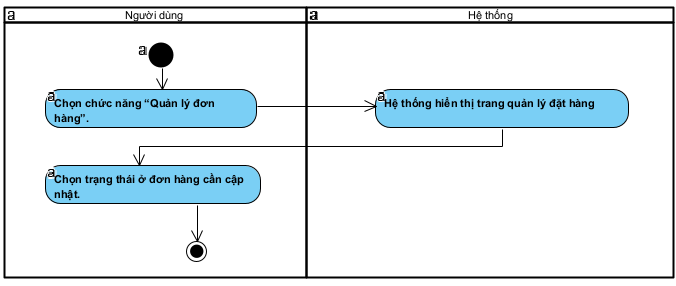 a
Người dùng
a
Hệ thống
a
a
Chọn chức năng “Quản lý đơn
hàng”.
a
Hệ thống hiển thị trang quản lý đặt hàng
a
Chọn trạng thái ở đơn hàng cần cập
nhật.